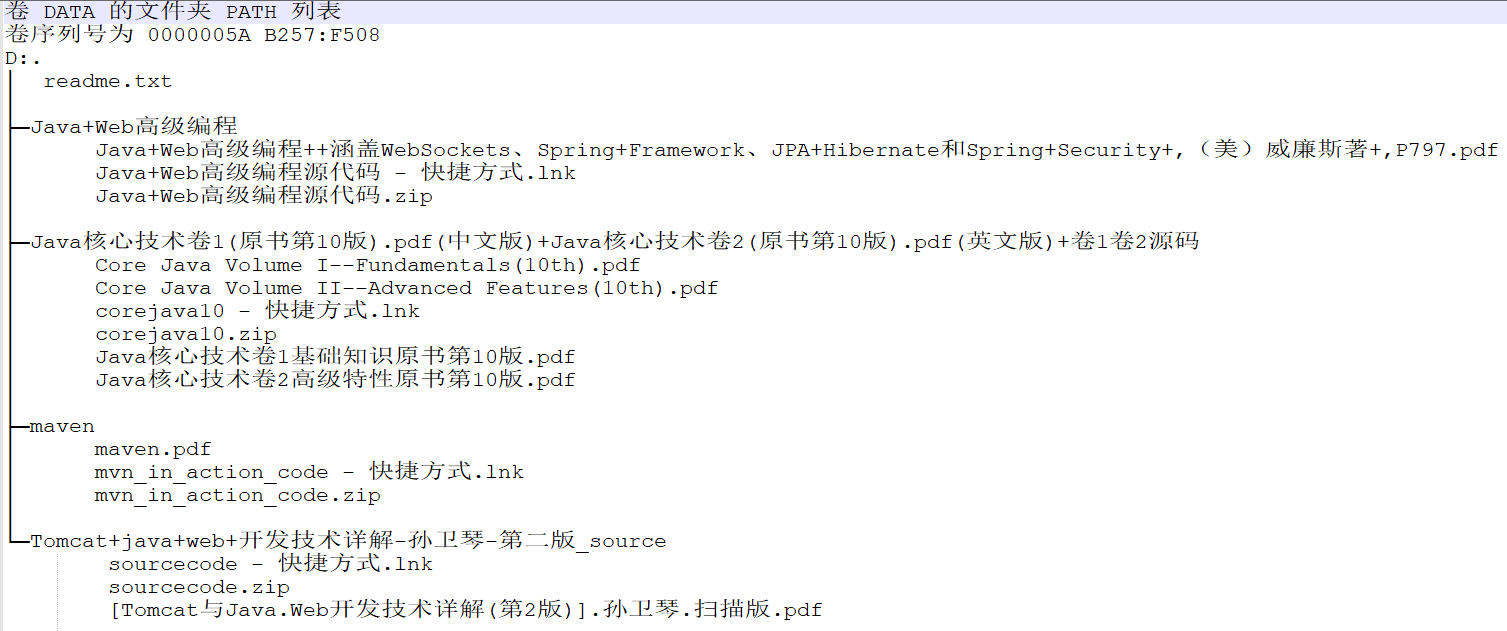 卷 DATA 的文件夹 PATH 列表
卷序列号为 0000005A B257:F508
D:.
readme.txt
Java+Web高级编程
Java+Web高级编程++涵盖WebSockets、Spring+Framework、JPA+Hibernate和Spring+Security+,（美）威廉斯著+,P797.pdf
Java+Web高级编程源代码 - 快捷方式.lnk
Java+Web高级编程源代码.zip
Java核心技术卷1(原书第10版).pdf(中文版)+Java核心技术卷2(原书第10版).pdf(英文版)+卷1卷2源码
Core Java Volume I--Fundamentals(10th).pdf
Core Java Volume II--Advanced Features(10th).pdf
corejava10 - 快捷方式.lnk
corejava10.zip
Java核心技术卷1基础知识原书第10版.pdf
Java核心技术卷2高级特性原书第10版.pdf
maven
maven.pdf
mvn_in_action_code - 快捷方式.lnk
mvn_in_action_code.zip
Tomcat+java+web+开发技术详解-孙卫琴-第二版_source
sourcecode - 快捷方式.lnk
sourcecode.zip
[Tomcat与Java.Web开发技术详解(第2版)].孙卫琴.扫描版.pdf